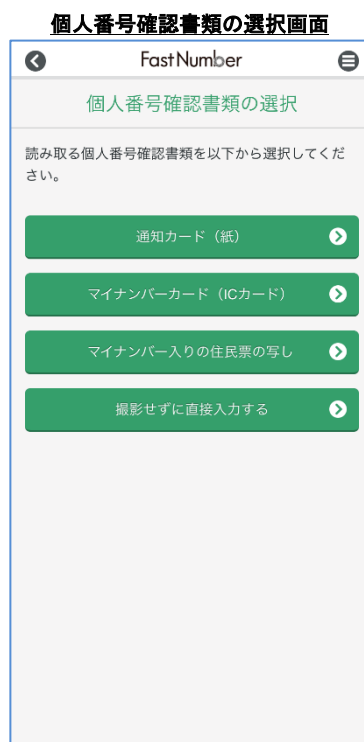 個人番号確認書類の選択画面
FastNumber
個人番号確認書類の選択
読み取る個人番号確認書類を以下から選択してくだ
さい。
通知カード（紙）
マイナンバーカード（ICカード）
マイナンバー入りの住民票の写し
撮影せずに直接入力する